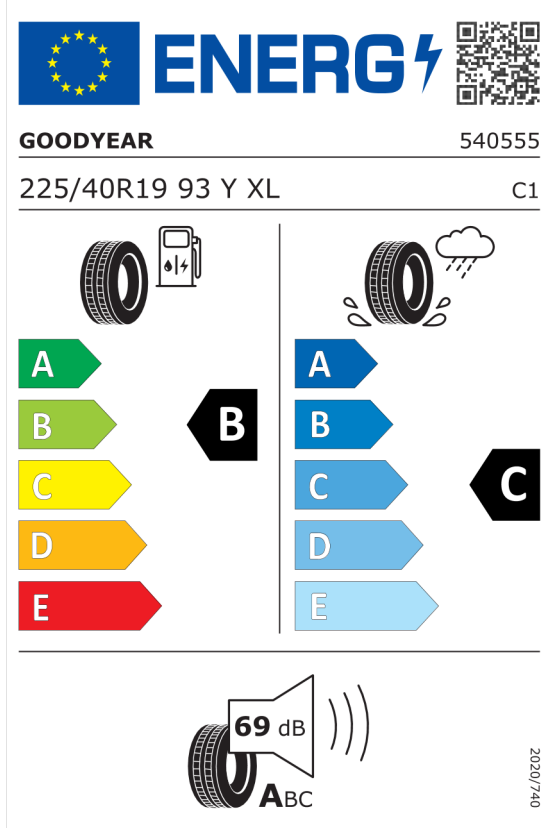 ENERG
GOODYEAR 540555
225/40R19 93 Y XL C1
A A
B B B
C C C
D D
E E
69 dB
ABC
2020/740